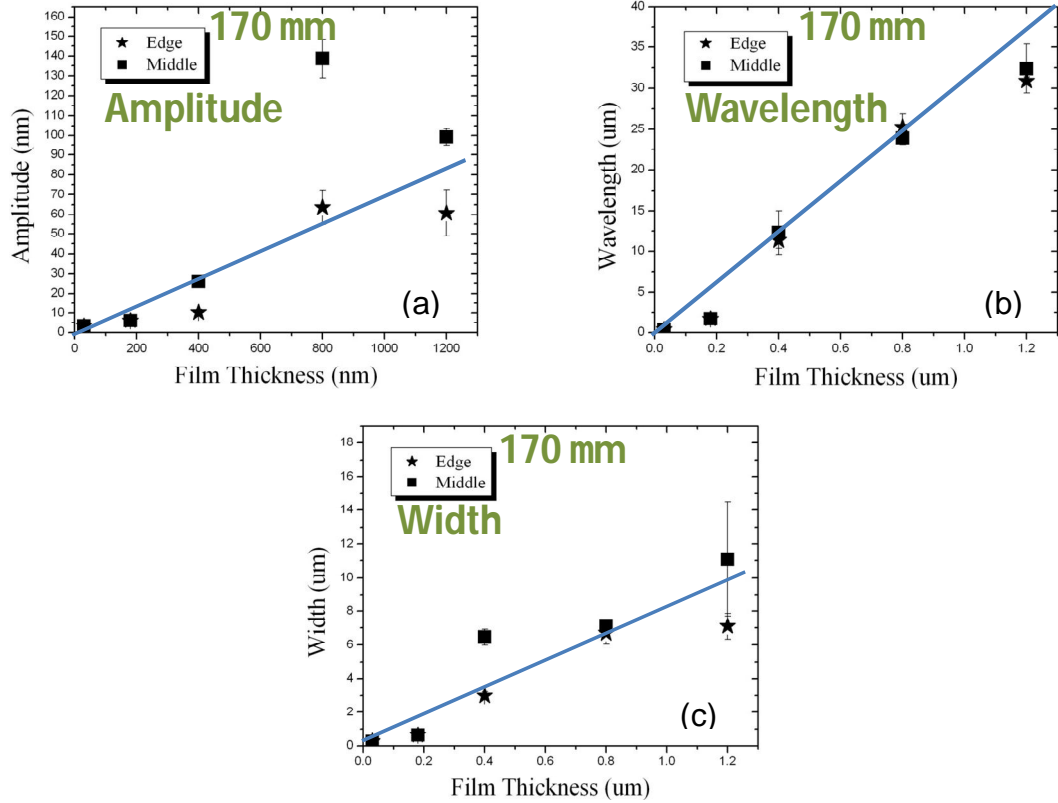 170 mm
Edge
Middle
Amplitude
150
140
130
120
110
100
90
80
70
60
50
40
30
20
10
0
Amplitude (nm)
(a)
0
200
400
600
800
1000
1200
Film Thickness (nm)
170 mm
Edge
Middle
Wavelength
40
35
30
25
20
15
10
5
0
Wavelength (um)
(b)
0.0
0.2
0.4
0.6
0.8
1.0
1.2
Film Thickness (um)
170 mm
Edge
Middle
Width
18
16
14
12
10
8
6
4
2
0
Width (um)
(c)
0.0
0.2
0.4
0.6
0.8
1.0
1.2
Film Thickness (um)